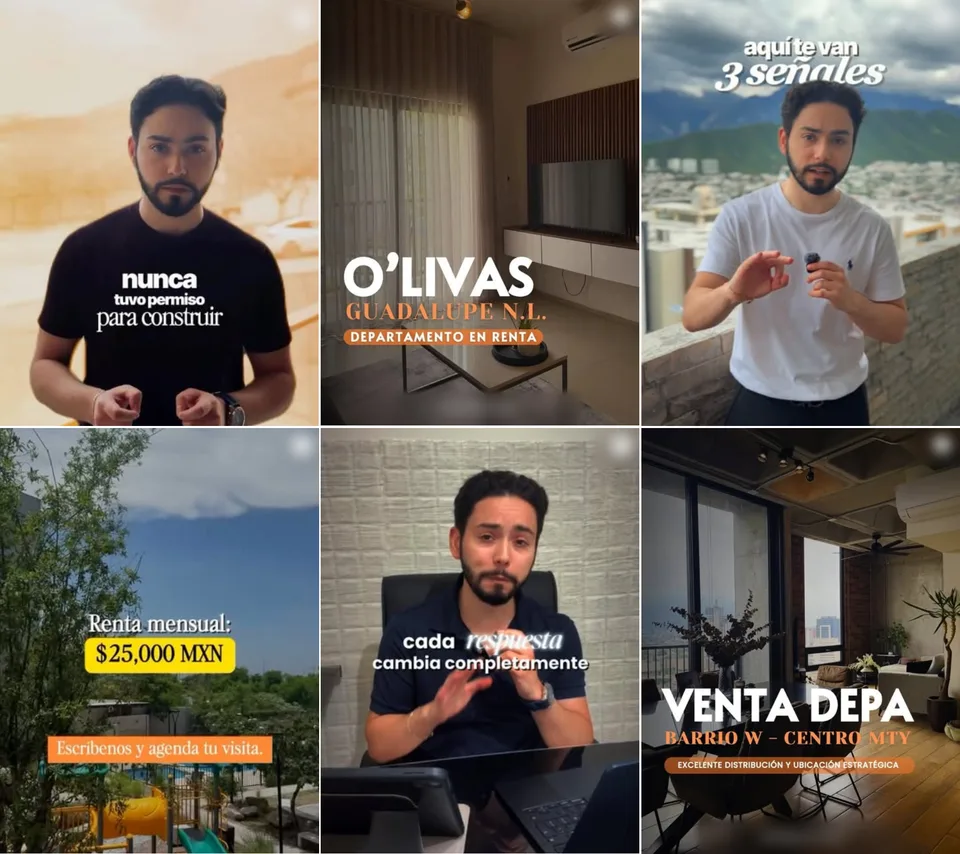 nunca
tuvo permiso
para construir
O'LIVAS
GUADALUPE N.L.
DEPARTAMENTO EN RENTA
aquí te van
3 señales
Renta mensual:
$25,000 MXN
Escríbenos y agenda tu visita.
cada respuesta
cambia completamente
VENTA DEPA
BARRIO W - CENTRO MTY
EXCELENTE DISTRIBUCIÓN Y UBICACIÓN ESTRATÉGICA